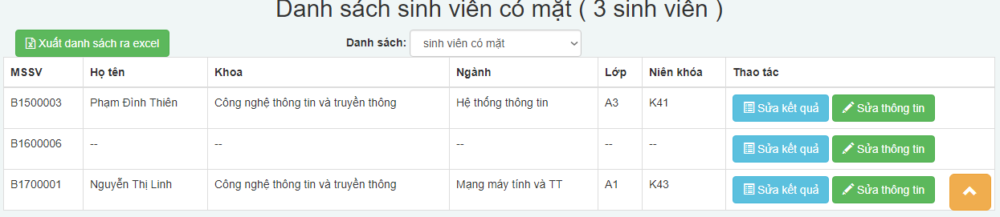 Danh sách sinh viên có mặt ( 3 sinh viên )
Xuất danh sách ra excel Danh sách: sinh viên có mặt
MSSV Họ tên Khoa Ngành Lớp Niên khóa Thao tác
B1500003 Phạm Đình Thiên Công nghệ thông tin và truyền thông Hệ thống thông tin A3 K41 Sửa kết quả Sửa thông tin
B1600006 -- -- -- -- -- Sửa kết quả Sửa thông tin
B1700001 Nguyễn Thị Linh Công nghệ thông tin và truyền thông Mạng máy tính và TT A1 K43 Sửa kết quả Sửa thông tin